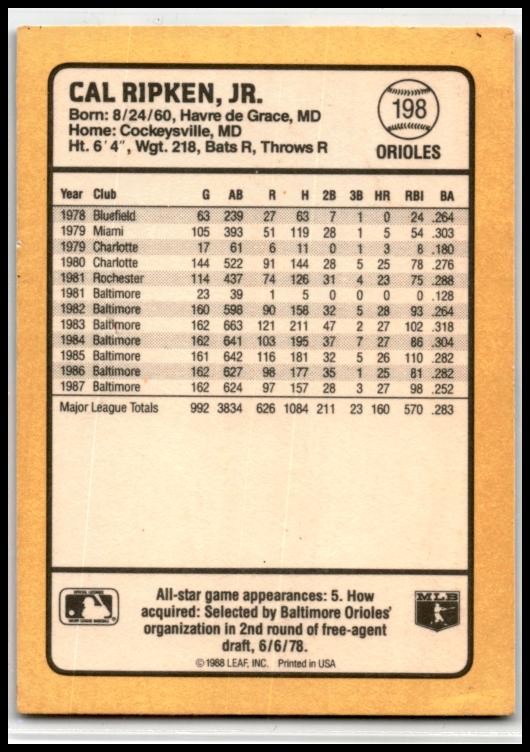 CAL RIPKEN, JR.
Born: 8/24/60, Havre de Grace, MD
Home: Cockeysville, MD
Ht. 6'4", Wgt. 218, Bats R, Throws R
198
ORIOLES
Year Club G AB R H 2B 3B HR RBI BA
1978 Bluefield 63 239 27 63 7 1 0 24 .264
1979 Miami 105 393 51 119 28 1 5 54 .303
1979 Charlotte 17 61 6 11 0 1 3 8 .180
1980 Charlotte 144 522 91 144 28 5 25 78 .276
1981 Rochester 114 437 74 126 31 4 23 75 .288
1981 Baltimore 23 39 1 5 0 0 0 0 .128
1982 Baltimore 160 598 90 158 32 5 28 93 .264
1983 Baltimore 162 663 121 211 47 2 27 102 .318
1984 Baltimore 162 641 103 195 37 7 27 86 .304
1985 Baltimore 161 642 116 181 32 5 26 110 .282
1986 Baltimore 162 627 98 177 35 1 25 81 .282
1987 Baltimore 162 624 97 157 28 3 27 98 .252
Major League Totals 992 3834 626 1084 211 23 160 570 .283
All-star game appearances: 5. How
acquired: Selected by Baltimore Orioles'
organization in 2nd round of free-agent
draft, 6/6/78.
© 1988 LEAF, INC. Printed in USA
MLB